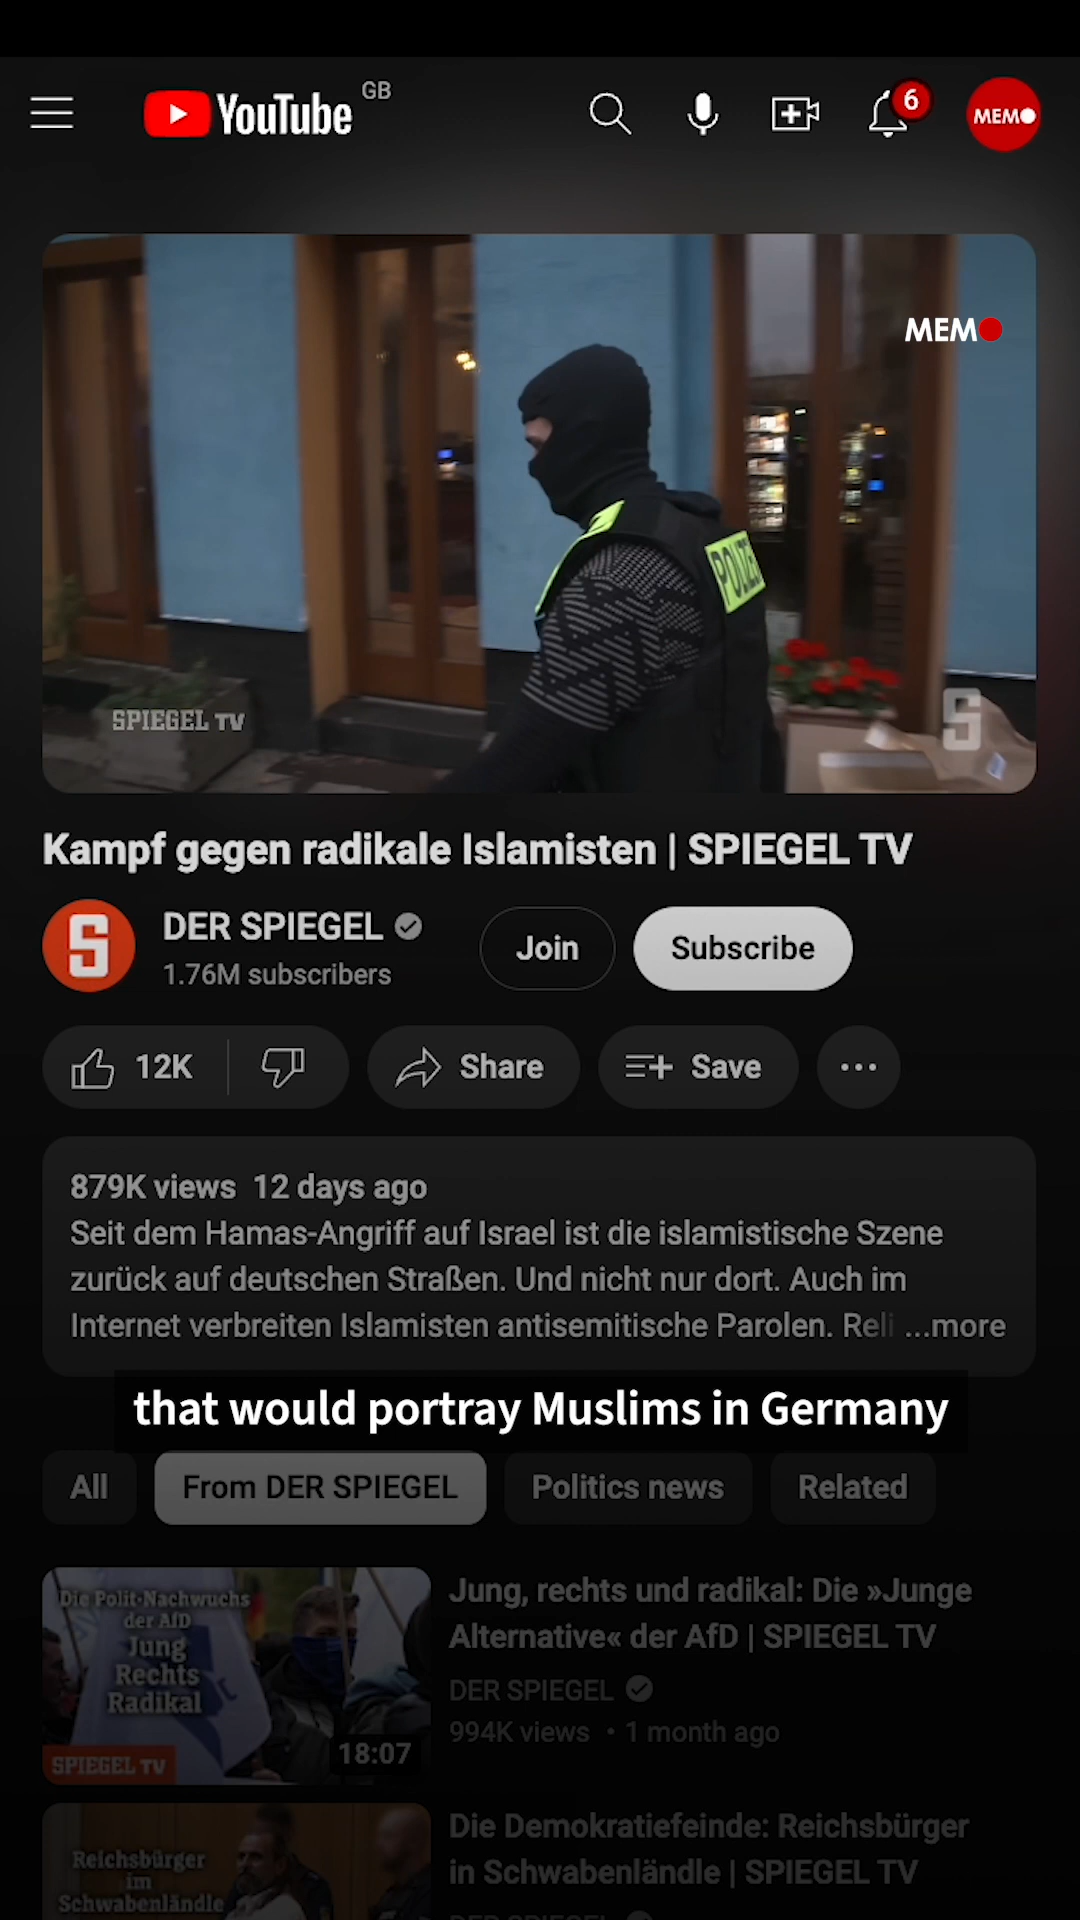 YouTube GB
6
MEMO
MEMO
POLIZEI
SPIEGEL TV
S
Kampf gegen radikale Islamisten | SPIEGEL TV
S
DER SPIEGEL
1.76M subscribers
Join
Subscribe
12K
Share
Save
879K views 12 days ago
Seit dem Hamas-Angriff auf Israel ist die islamistische Szene
zurück auf deutschen Straßen. Und nicht nur dort. Auch im
Internet verbreiten Islamisten antisemitische Parolen. Reli ...more
that would portray Muslims in Germany
All
From DER SPIEGEL
Politics news
Related
Die Polit-Nachwuchs
der AfD
Jung
Rechts
Radikal
SPIEGEL TV
18:07
Jung, rechts und radikal: Die »Junge
Alternative« der AfD | SPIEGEL TV
DER SPIEGEL
994K views • 1 month ago
Reichsbürger
im
Schwabenländle
Die Demokratiefeinde: Reichsbürger
in Schwabenländle | SPIEGEL TV
DER SPIEGEL